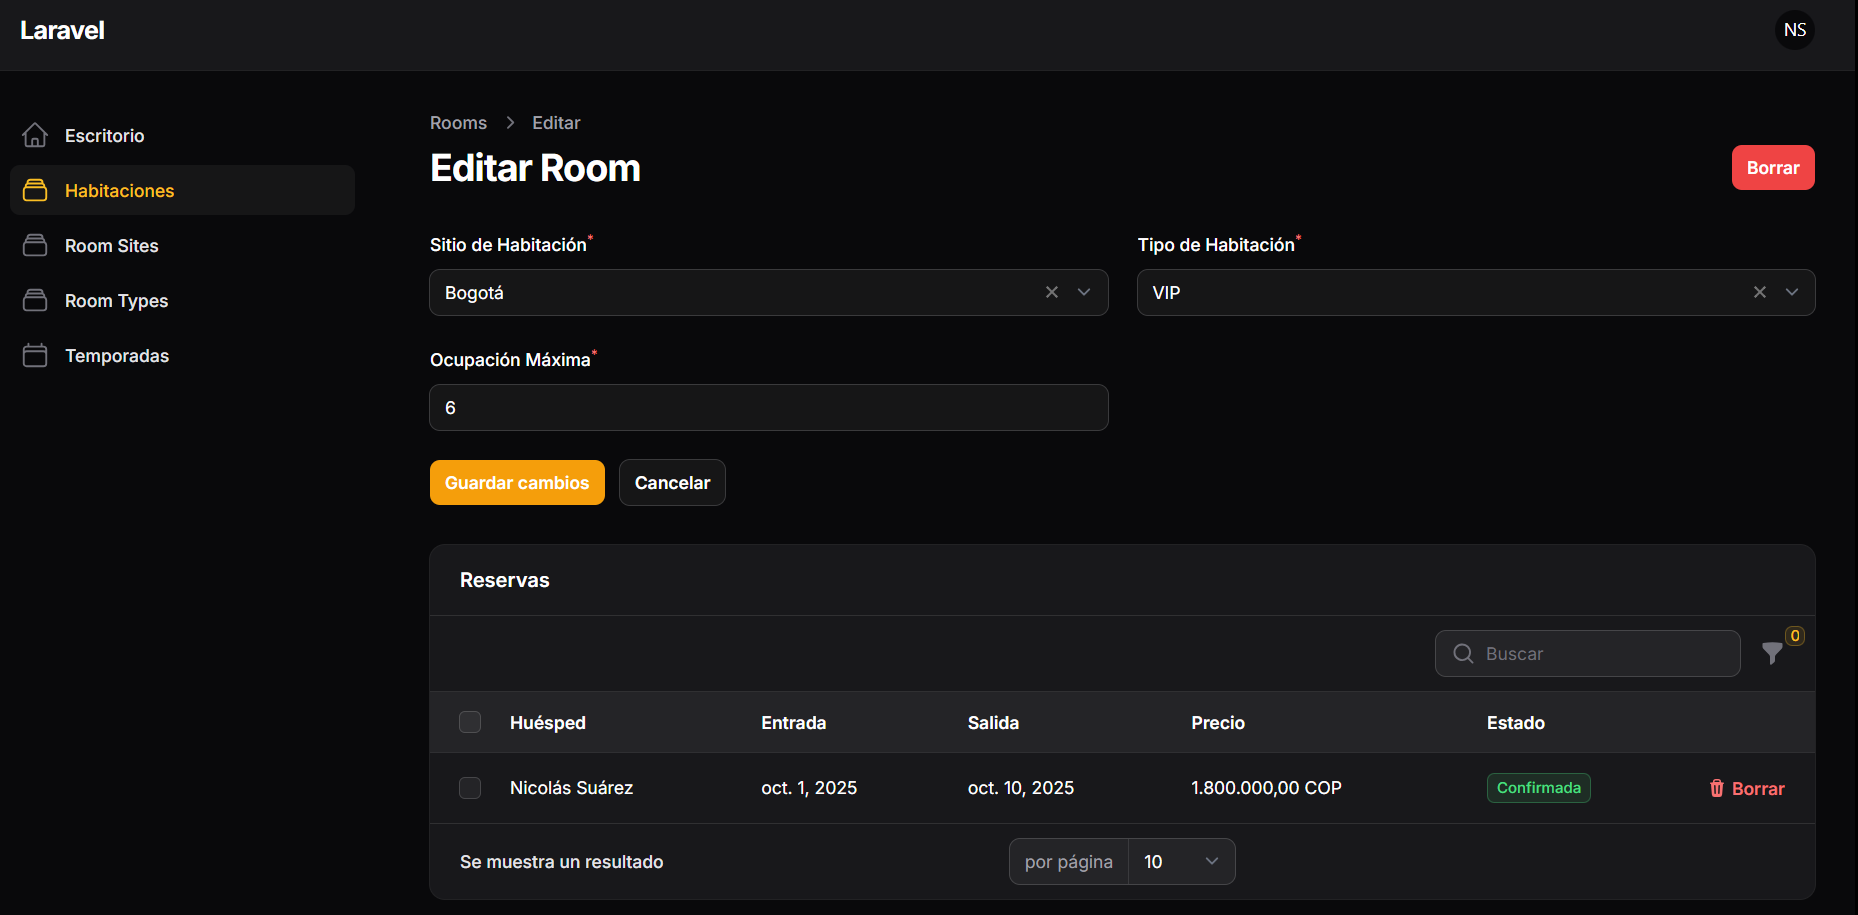 Laravel
NS
Escritorio
Habitaciones
Room Sites
Room Types
Temporadas
Rooms > Editar
Editar Room
Borrar
Sitio de Habitación*
Bogotá
Tipo de Habitación*
VIP
Ocupación Máxima*
6
Guardar cambios
Cancelar
Reservas
Buscar
0
Huésped Entrada Salida Precio Estado
Nicolás Suárez oct. 1, 2025 oct. 10, 2025 1.800.000,00 COP Confirmada Borrar
Se muestra un resultado
por página 10